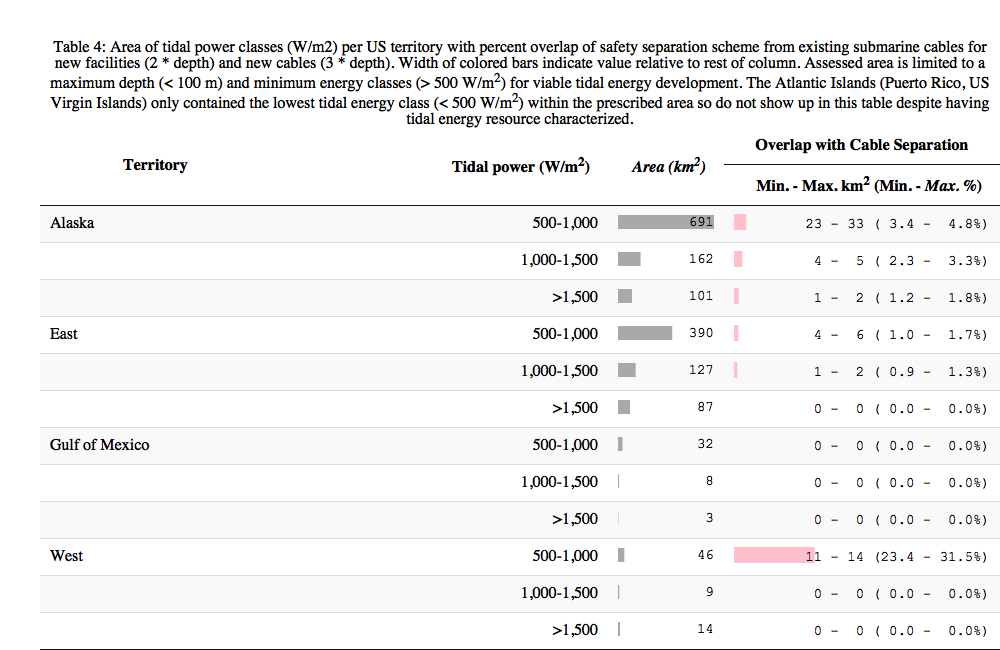 Table 4: Area of tidal power classes (W/m2) per US territory with percent overlap of safety separation scheme from existing submarine cables for
new facilities (2 * depth) and new cables (3 * depth). Width of colored bars indicate value relative to rest of column. Assessed area is limited to a
maximum depth (< 100 m) and minimum energy classes (> 500 W/m²) for viable tidal energy development. The Atlantic Islands (Puerto Rico, US
Virgin Islands) only contained the lowest tidal energy class (< 500 W/m²) within the prescribed area so do not show up in this table despite having
tidal energy resource characterized.
Overlap with Cable Separation
Territory Tidal power (W/m²) Area (km²)
Min. - Max. km² (Min. - Max. %)
Alaska 500-1,000 691 23 - 33 ( 3.4 - 4.8%)
1,000-1,500 162 4 - 5 ( 2.3 - 3.3%)
>1,500 101 1 - 2 ( 1.2 - 1.8%)
East 500-1,000 390 4 - 6 ( 1.0 - 1.7%)
1,000-1,500 127 1 - 2 ( 0.9 - 1.3%)
>1,500 87 0 - 0 ( 0.0 - 0.0%)
Gulf of Mexico 500-1,000 32 0 - 0 ( 0.0 - 0.0%)
1,000-1,500 8 0 - 0 ( 0.0 - 0.0%)
>1,500 3 0 - 0 ( 0.0 - 0.0%)
West 500-1,000 46 11 - 14 (23.4 - 31.5%)
1,000-1,500 9 0 - 0 ( 0.0 - 0.0%)
>1,500 14 0 - 0 ( 0.0 - 0.0%)